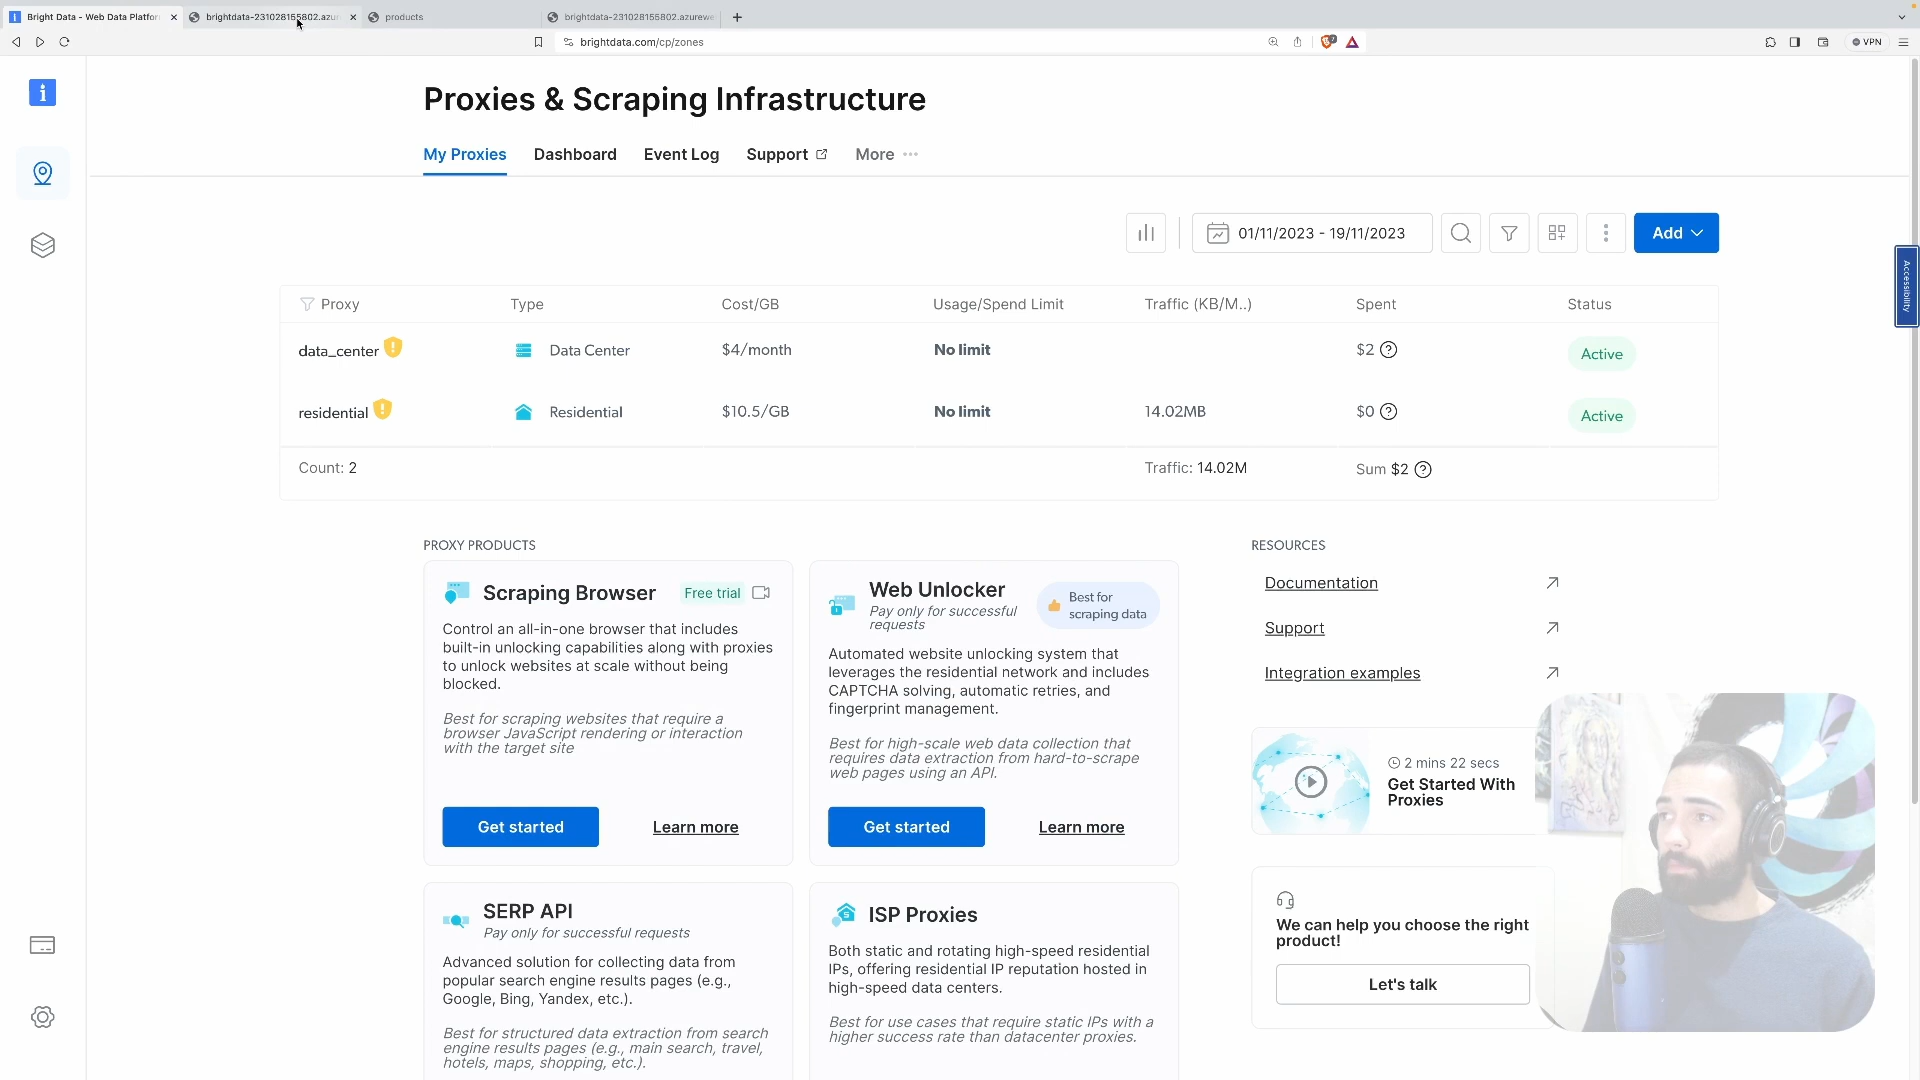 Bright Data - Web Data Platfor
brightdata-231028155802.azur
products
brightdata-231028155802.azurewe
brightdata.com/cp/zones
VPN
Proxies & Scraping Infrastructure
My Proxies
Dashboard
Event Log
Support
More
01/11/2023 - 19/11/2023
Add
Accessibility
Proxy
Type
Cost/GB
Usage/Spend Limit
Traffic (KB/M..)
Spent
Status
data_center
Data Center
$4/month
No limit
$2
Active
residential
Residential
$10.5/GB
No limit
14.02MB
$0
Active
Count: 2
Traffic: 14.02M
Sum $2
PROXY PRODUCTS
Scraping Browser
Free trial
Control an all-in-one browser that includes
built-in unlocking capabilities along with proxies
to unlock websites at scale without being
blocked.
Best for scraping websites that require a
browser JavaScript rendering or interaction
with the target site
Get started
Learn more
Web Unlocker
Pay only for successful
requests
Best for
scraping data
Automated website unlocking system that
leverages the residential network and includes
CAPTCHA solving, automatic retries, and
fingerprint management.
Best for high-scale web data collection that
requires data extraction from hard-to-scrape
web pages using an API.
Get started
Learn more
SERP API
Pay only for successful requests
Advanced solution for collecting data from
popular search engine results pages (e.g.,
Google, Bing, Yandex, etc.).
Best for structured data extraction from search
engine results pages (e.g., main search, travel,
hotels, maps, shopping, etc.).
ISP Proxies
Both static and rotating high-speed residential
IPs, offering residential IP reputation hosted in
high-speed data centers.
Best for use cases that require static IPs with a
higher success rate than datacenter proxies.
RESOURCES
Documentation
Support
Integration examples
2 mins 22 secs
Get Started With
Proxies
We can help you choose the right
product!
Let's talk